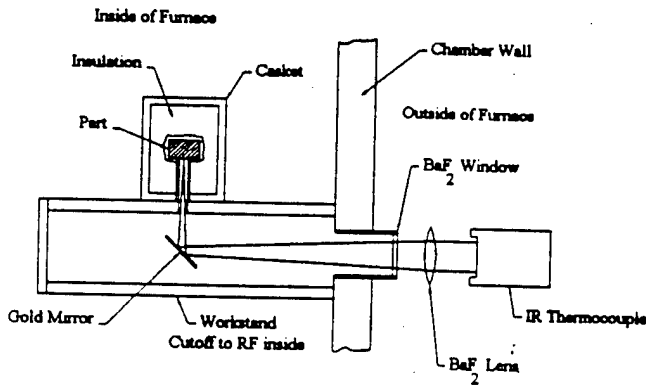 Inside of Furnace
Insulation
Casket
Part
Chamber Wall
Outside of Furnace
BaF2 Window
Gold Mirror
Workstand
Cutoff to RF inside
IR Thermocouple
BaF2 Lens